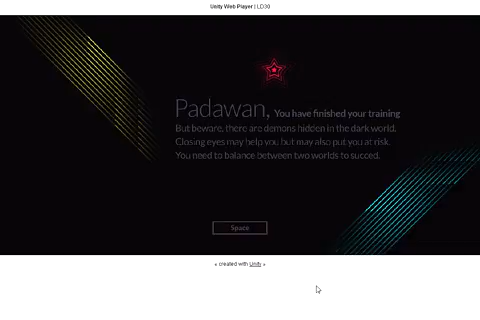 Unity Web Player | LD30
Padawan, You have finished your training
But beware, there are demons hidden in the dark world.
Closing eyes may help you but may also put you at risk.
You need to balance between two worlds to succed.
Space
« created with Unity »